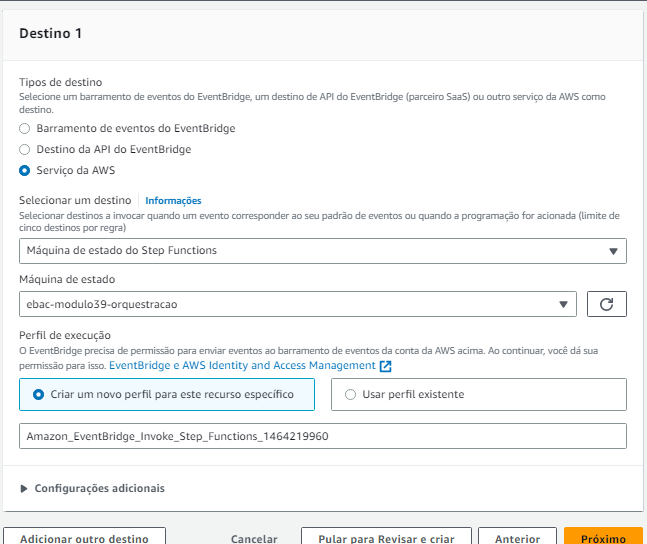 Destino 1
Tipos de destino
Selecione um barramento de eventos do EventBridge, um destino de API do EventBridge (parceiro SaaS) ou outro serviço da AWS como
destino.
Barramento de eventos do EventBridge
Destino da API do EventBridge
Serviço da AWS
Selecionar um destino Informações
Selecionar destinos a invocar quando um evento corresponder ao seu padrão de eventos ou quando a programação for acionada (limite de
cinco destinos por regra)
Máquina de estado do Step Functions
Máquina de estado
ebac-modulo39-orquestracao
Perfil de execução
O EventBridge precisa de permissão para enviar eventos ao barramento de eventos da conta da AWS acima. Ao continuar, você dá sua
permissão para isso. EventBridge e AWS Identity and Access Management
Criar um novo perfil para este recurso específico Usar perfil existente
Amazon_EventBridge_Invoke_Step_Functions_1464219960
Configurações adicionais
Adicionar outro destino Cancelar Pular para Revisar e criar Anterior Próximo